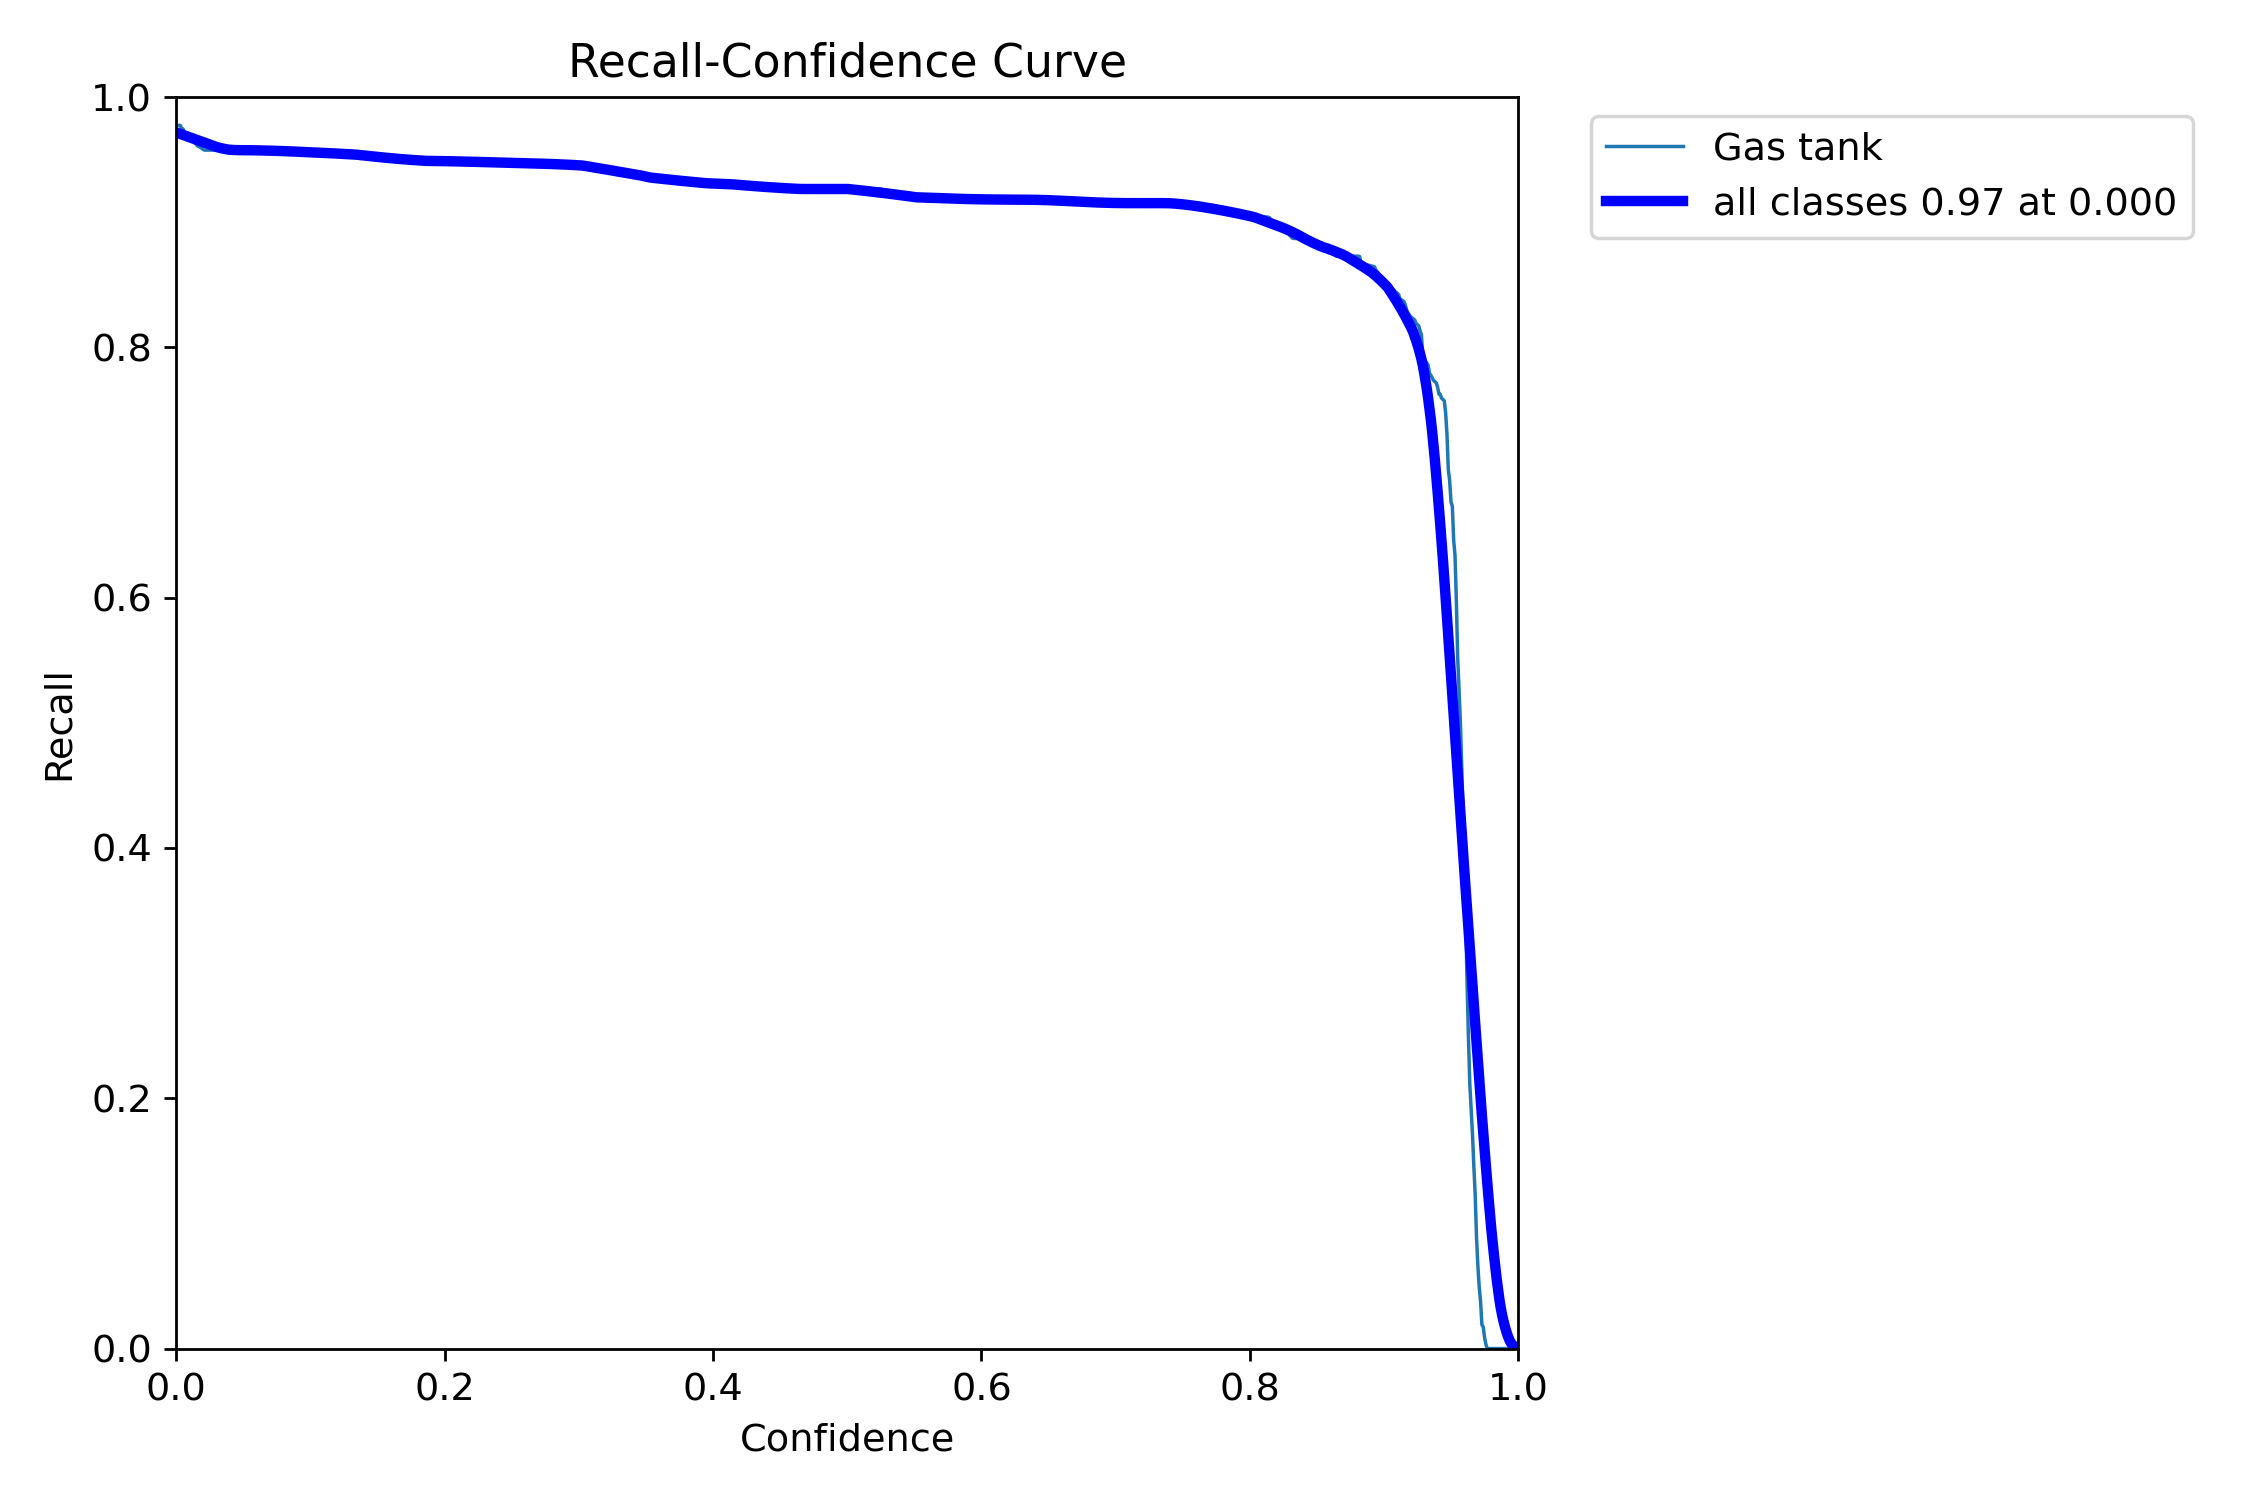 Recall-Confidence Curve
1.0
0.8
0.6
0.4
0.2
0.0
Recall
0.0 0.2 0.4 0.6 0.8 1.0
Confidence
Gas tank
all classes 0.97 at 0.000